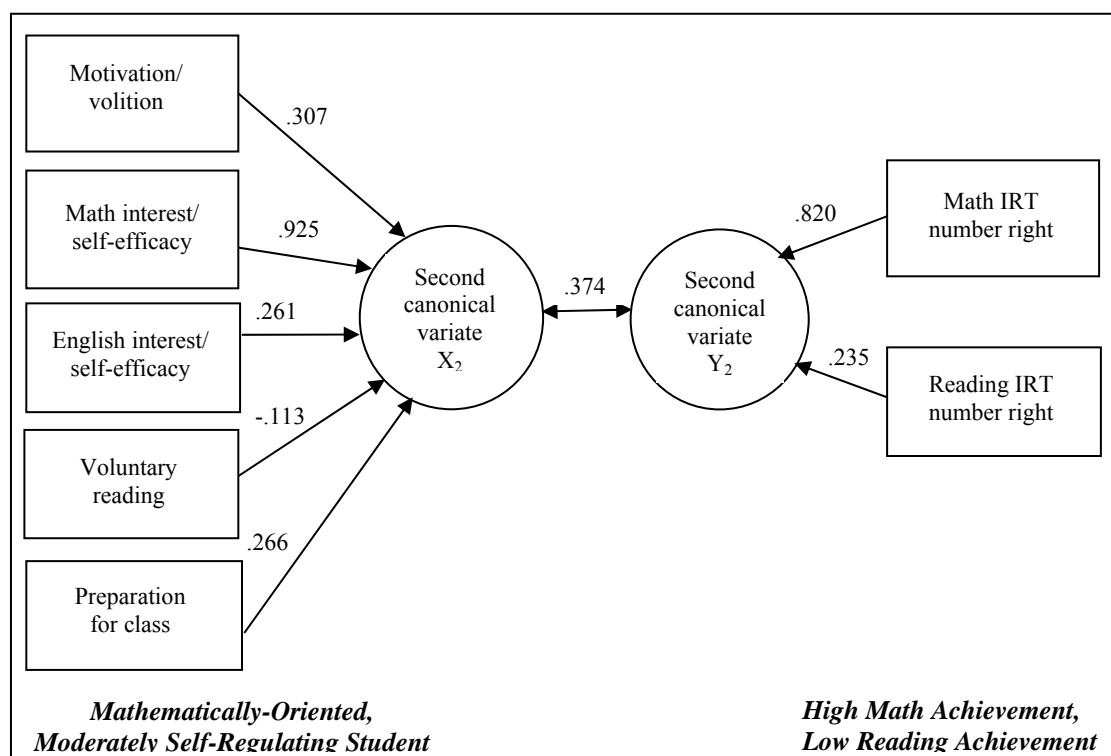 Motivation/
volition
.307
Math interest/
self-efficacy
.925
English interest/
self-efficacy
.261
Voluntary
reading
-.113
Preparation
for class
.266
Second
canonical
variate
X₂
.374
Second
canonical
variate
Y₂
.820
Math IRT
number right
.235
Reading IRT
number right
Mathematically-Oriented,
Moderately Self-Regulating Student
High Math Achievement,
Low Reading Achievement